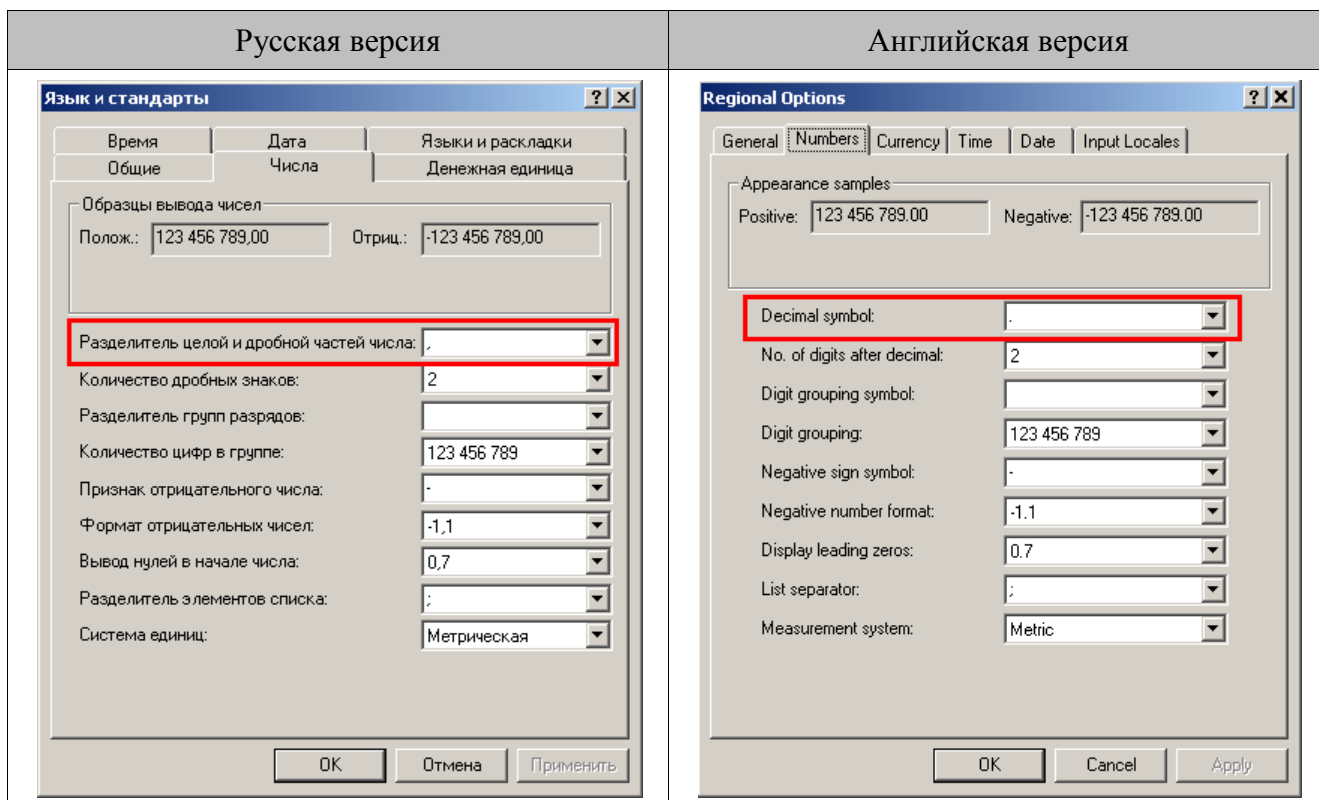 Русская версия
Английская версия
Язык и стандарты
Время Дата Языки и раскладки
Общие Числа Денежная единица
Образцы вывода чисел
Полож.: 123 456 789,00 Отриц.: -123 456 789,00
Разделитель целой и дробной частей числа: ,
Количество дробных знаков: 2
Разделитель групп разрядов:
Количество цифр в группе: 123 456 789
Признак отрицательного числа: -
Формат отрицательных чисел: -1,1
Вывод нулей в начале числа: 0,7
Разделитель элементов списка: ;
Система единиц: Метрическая
OK Отмена Применить
Regional Options
General Numbers Currency Time Date Input Locales
Appearance samples
Positive: 123 456 789.00 Negative: -123 456 789.00
Decimal symbol: .
No. of digits after decimal: 2
Digit grouping symbol:
Digit grouping: 123 456 789
Negative sign symbol: -
Negative number format: -1.1
Display leading zeros: 0.7
List separator: ;
Measurement system: Metric
OK Cancel Apply